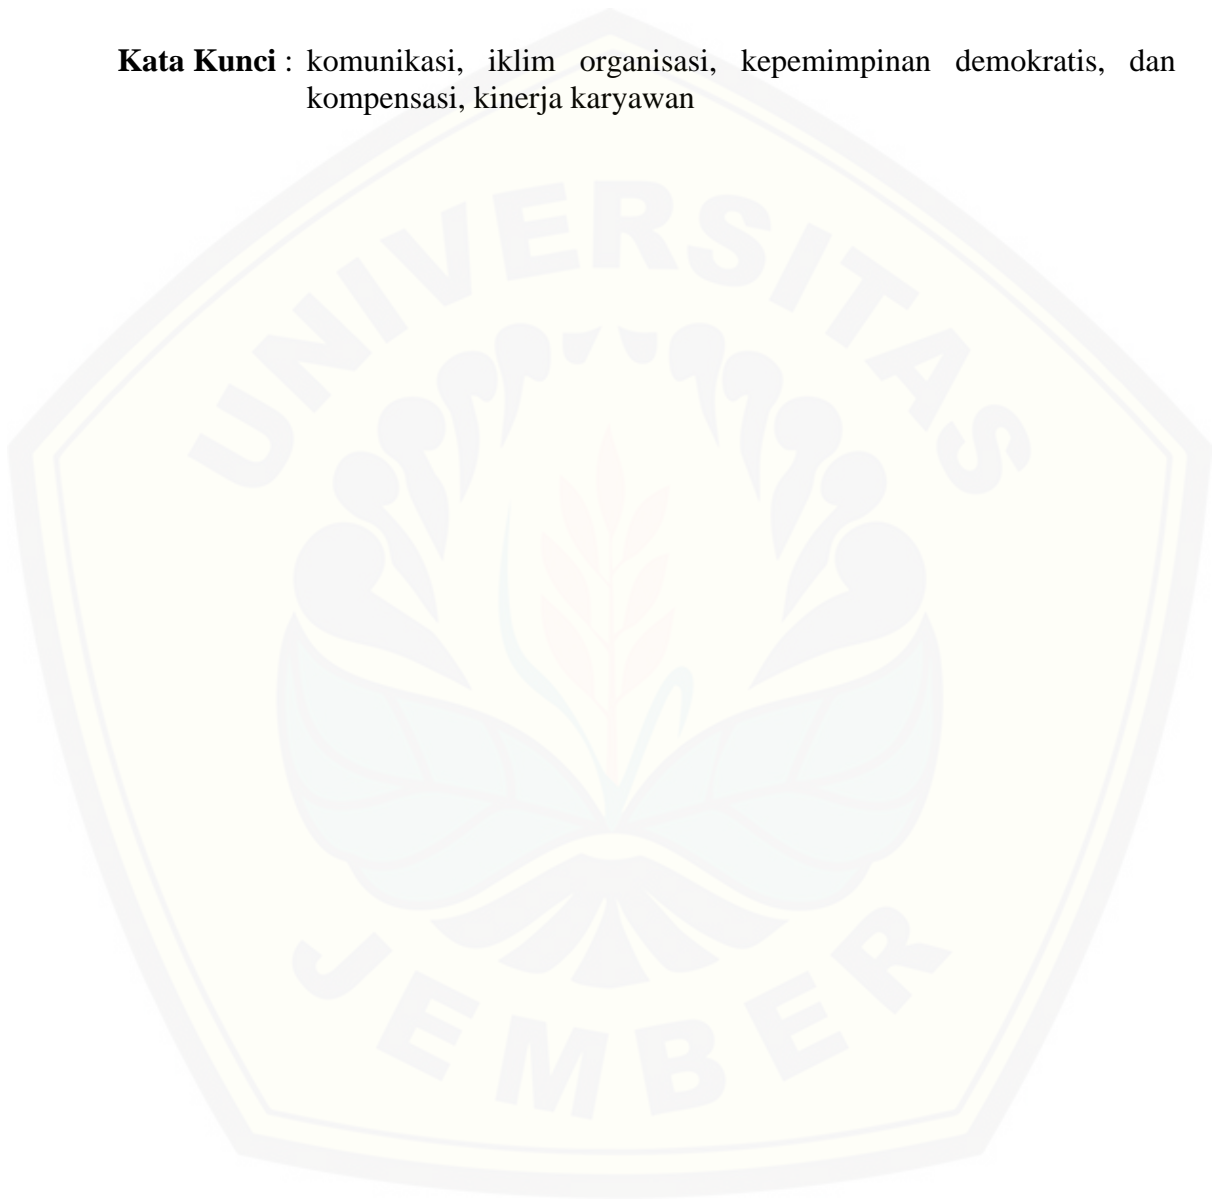 Kata Kunci : komunikasi, iklim organisasi, kepemimpinan demokratis, dan
kompensasi, kinerja karyawan
UNIVERSITAS
JEMBER